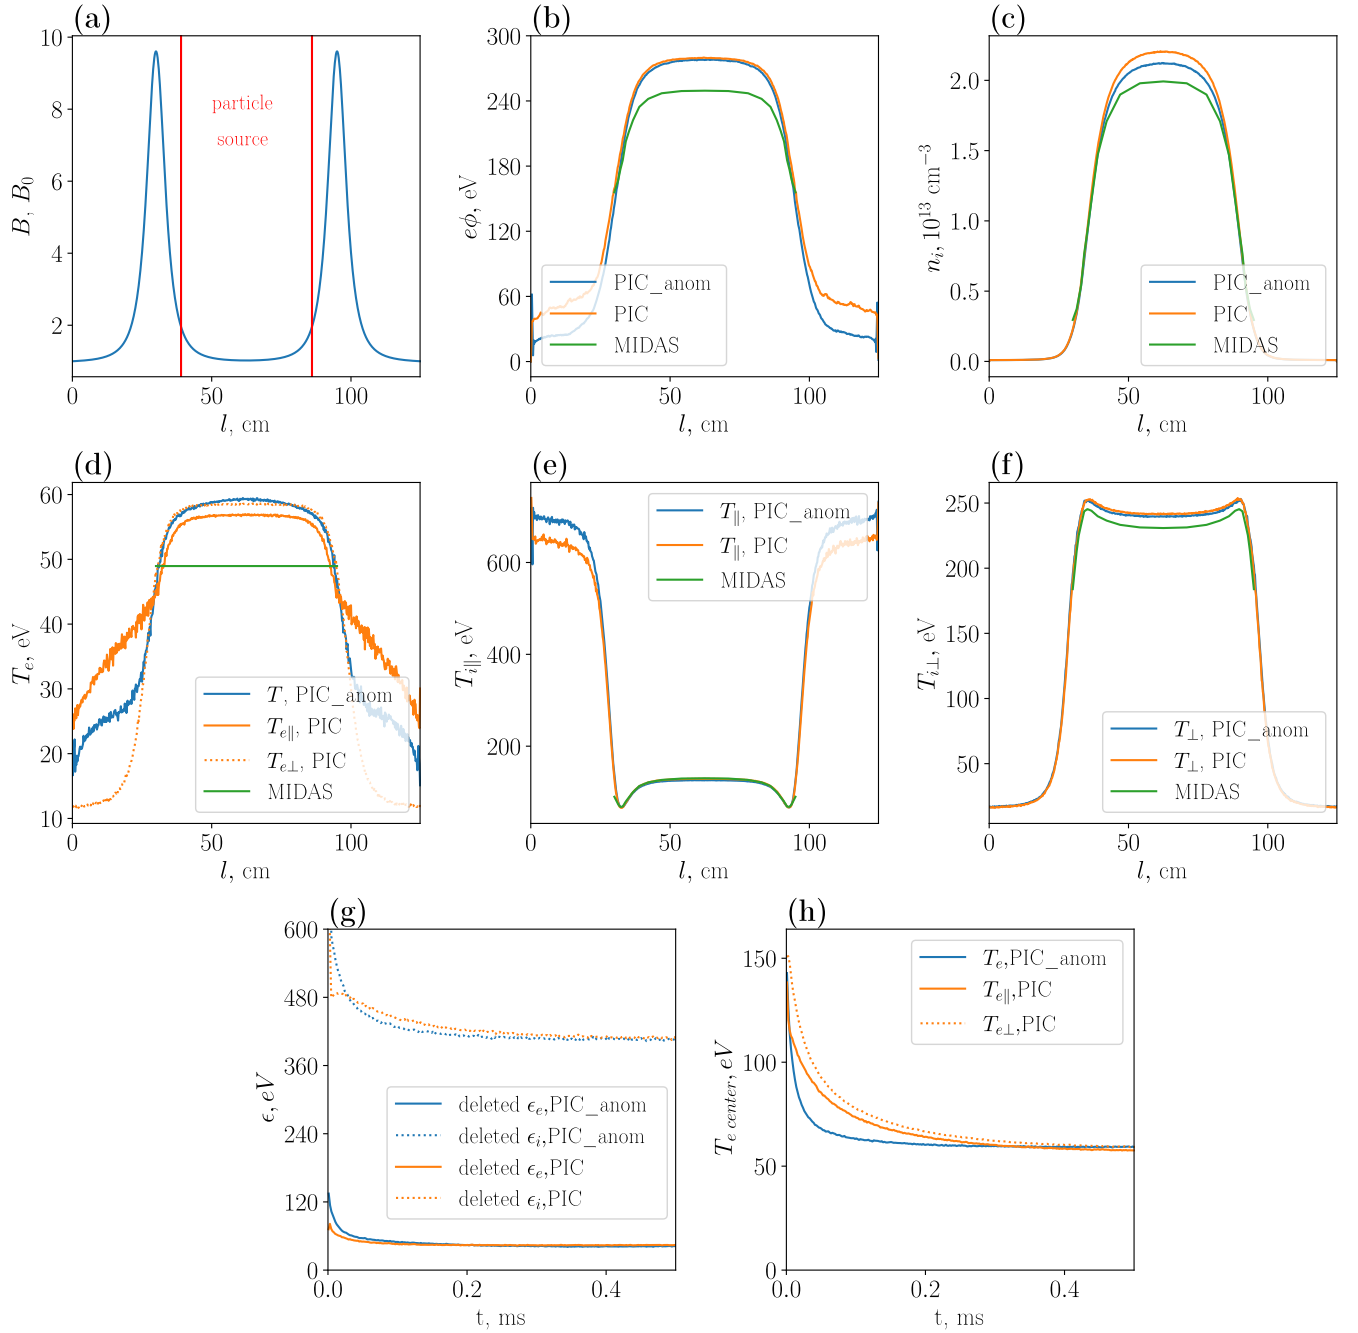 (a)
10
8
6
4
2
B, B₀
particle
source
0
50
100
l, cm
(b)
300
240
180
120
60
0
eϕ, eV
PIC_anom
PIC
MIDAS
0
50
100
l, cm
(c)
2.0
1.5
1.0
0.5
0.0
nᵢ, 10¹³ cm⁻³
PIC_anom
PIC
MIDAS
0
50
100
l, cm
(d)
60
50
40
30
20
10
Tₑ, eV
T, PIC_anom
Tₑ∥, PIC
Tₑ⊥, PIC
MIDAS
0
50
100
l, cm
(e)
600
400
200
Tᵢ∥, eV
T∥, PIC_anom
T∥, PIC
MIDAS
0
50
100
l, cm
(f)
250
200
150
100
50
Tᵢ⊥, eV
T⊥, PIC_anom
T⊥, PIC
MIDAS
0
50
100
l, cm
(g)
600
480
360
240
120
0
ϵ, eV
deleted ϵₑ,PIC_anom
deleted ϵᵢ,PIC_anom
deleted ϵₑ,PIC
deleted ϵᵢ,PIC
0.0
0.2
0.4
t, ms
(h)
150
100
50
0
Tₑ center, eV
Tₑ,PIC_anom
Tₑ∥,PIC
Tₑ⊥,PIC
0.0
0.2
0.4
t, ms